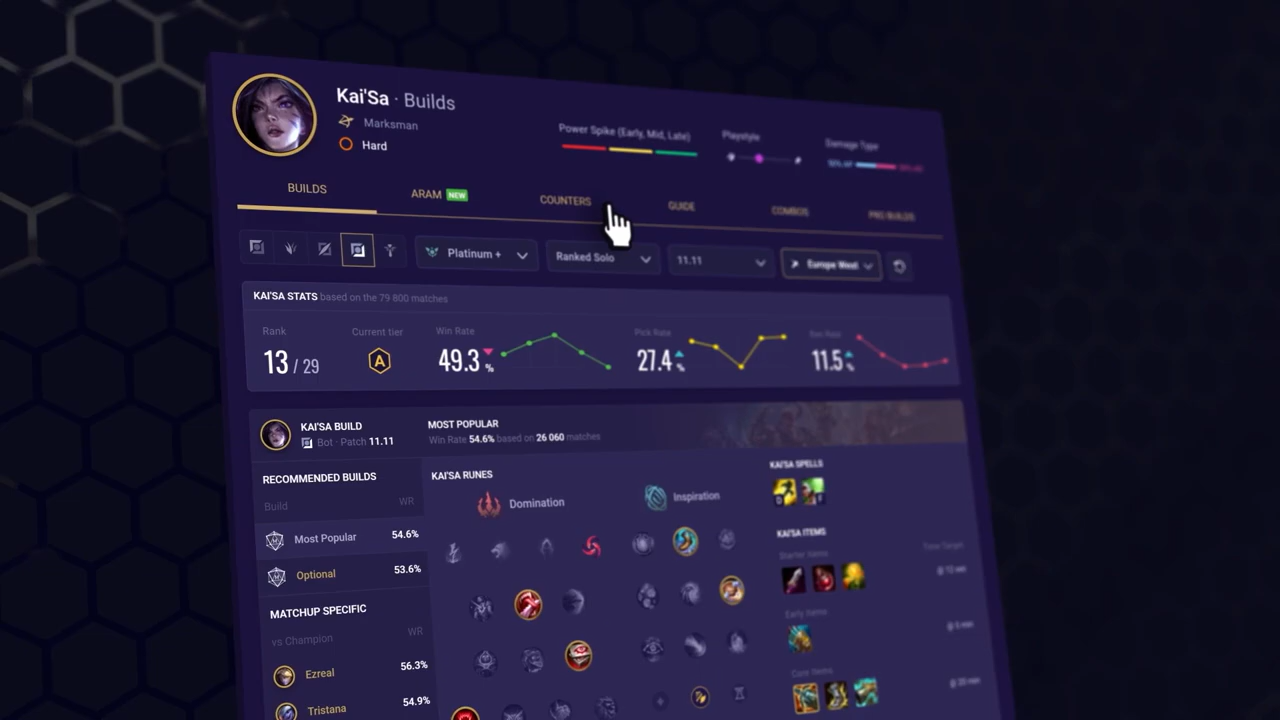 Kai'Sa · Builds
Marksman
Hard
Power Spike (Early, Mid, Late)
Playstyle
Damage Type
BUILDS
ARAM NEW
COUNTERS
GUIDE
COMBOS
PRO BUILDS
Platinum +
Ranked Solo
11.11
Europe West
KAI'SA STATS based on the 79 800 matches
Rank
13 / 29
Current tier
A
Win Rate
49.3 %
Pick Rate
27.4 %
Ban Rate
11.5 %
KAI'SA BUILD
Bot · Patch 11.11
MOST POPULAR
Win Rate 54.6% based on 26 060 matches
RECOMMENDED BUILDS
Build WR
Most Popular 54.6%
Optional 53.6%
MATCHUP SPECIFIC
vs Champion WR
Ezreal 56.3%
Tristana 54.9%
KAI'SA RUNES
Domination
Inspiration
KAI'SA SPELLS
D F
KAI'SA ITEMS
Starter Items
Early Items
Core Items